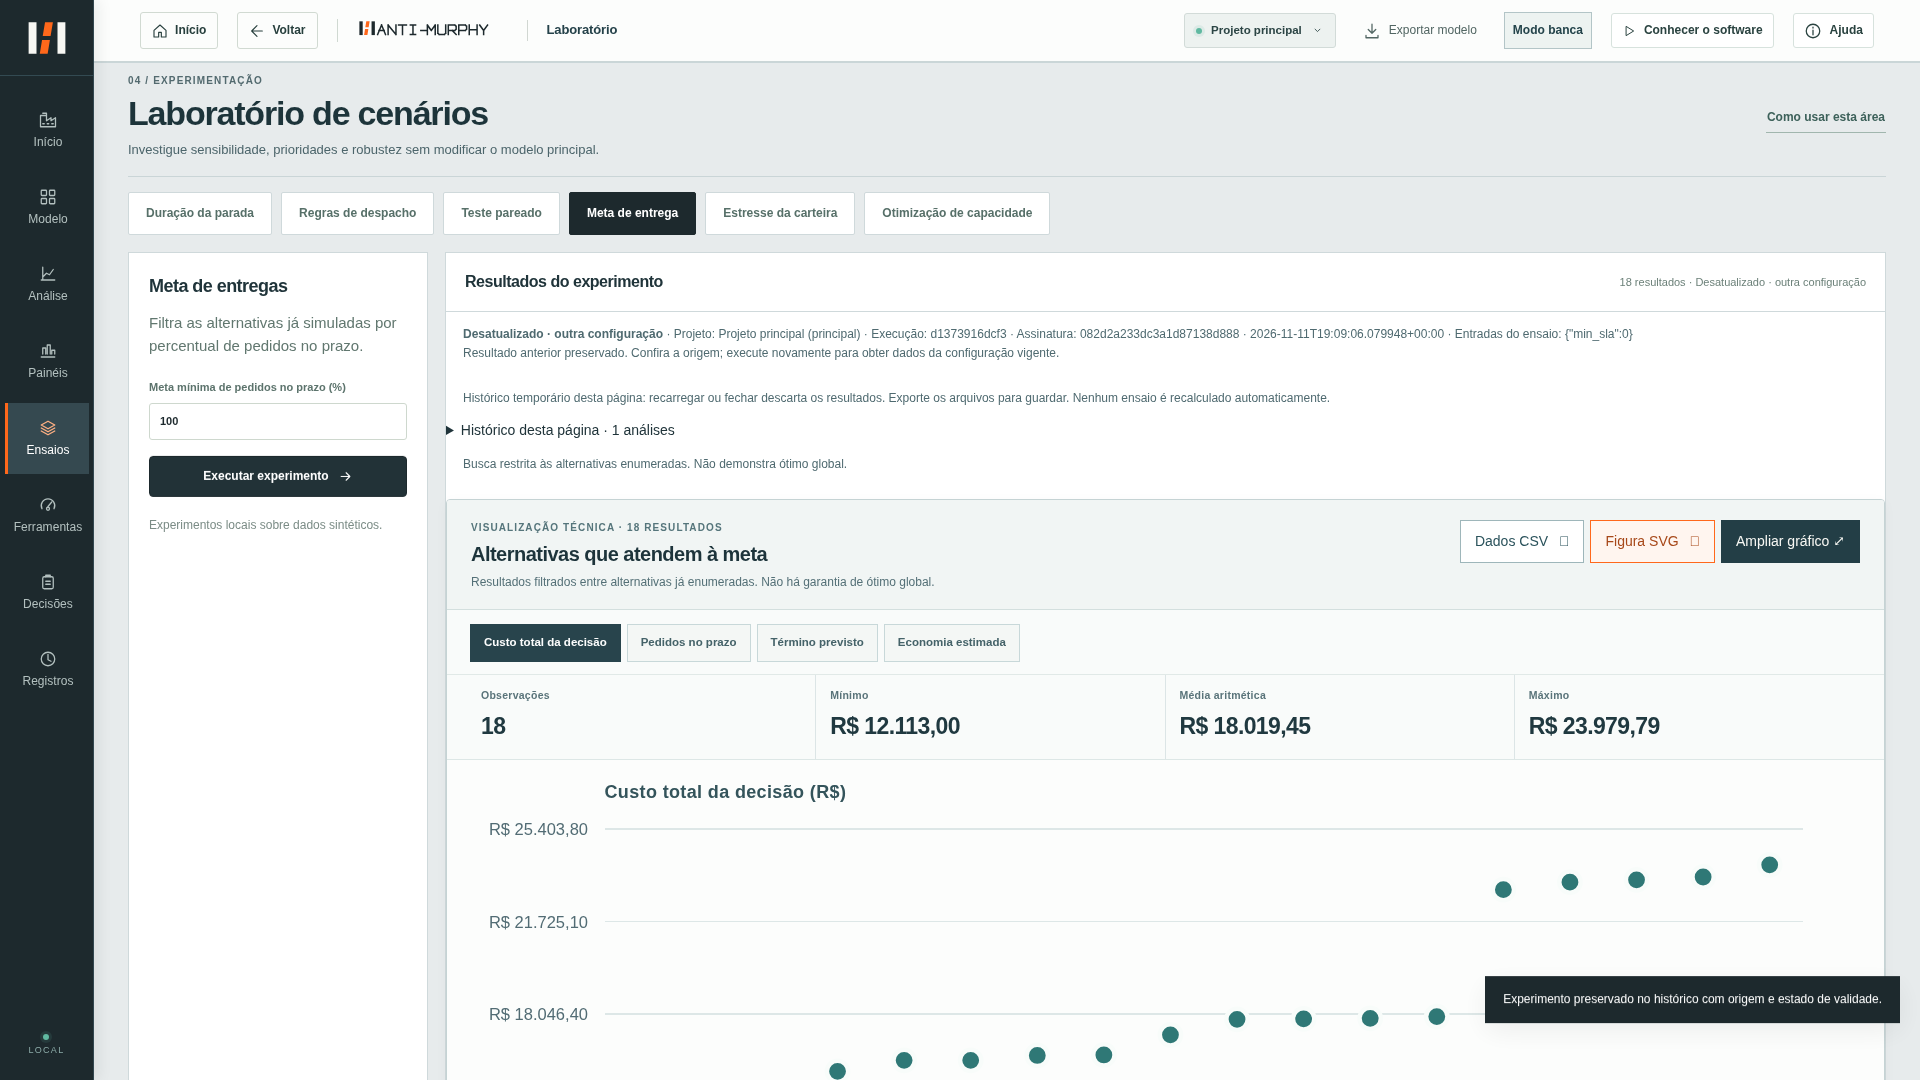 Início
Voltar
ANTI-MURPHY
Laboratório
Projeto principal
Exportar modelo
Modo banca
Conhecer o software
Ajuda
Início
Modelo
Análise
Painéis
Ensaios
Ferramentas
Decisões
Registros
LOCAL
04 / EXPERIMENTAÇÃO
Laboratório de cenários
Investigue sensibilidade, prioridades e robustez sem modificar o modelo principal.
Como usar esta área
Duração da parada
Regras de despacho
Teste pareado
Meta de entrega
Estresse da carteira
Otimização de capacidade
Meta de entregas
Filtra as alternativas já simuladas por
percentual de pedidos no prazo.
Meta mínima de pedidos no prazo (%)
100
Executar experimento →
Experimentos locais sobre dados sintéticos.
Resultados do experimento
18 resultados · Desatualizado · outra configuração
Desatualizado · outra configuração · Projeto: Projeto principal (principal) · Execução: d1373916dcf3 · Assinatura: 082d2a233dc3a1d87138d888 · 2026-11-11T19:09:06.079948+00:00 · Entradas do ensaio: {"min_sla":0}
Resultado anterior preservado. Confira a origem; execute novamente para obter dados da configuração vigente.
Histórico temporário desta página: recarregar ou fechar descarta os resultados. Exporte os arquivos para guardar. Nenhum ensaio é recalculado automaticamente.
▶ Histórico desta página · 1 análises
Busca restrita às alternativas enumeradas. Não demonstra ótimo global.
VISUALIZAÇÃO TÉCNICA · 18 RESULTADOS
Alternativas que atendem à meta
Resultados filtrados entre alternativas já enumeradas. Não há garantia de ótimo global.
Dados CSV
Figura SVG
Ampliar gráfico ⤢
Custo total da decisão
Pedidos no prazo
Término previsto
Economia estimada
Observações
18
Mínimo
R$ 12.113,00
Média aritmética
R$ 18.019,45
Máximo
R$ 23.979,79
Custo total da decisão (R$)
R$ 25.403,80
R$ 21.725,10
R$ 18.046,40
Experimento preservado no histórico com origem e estado de validade.